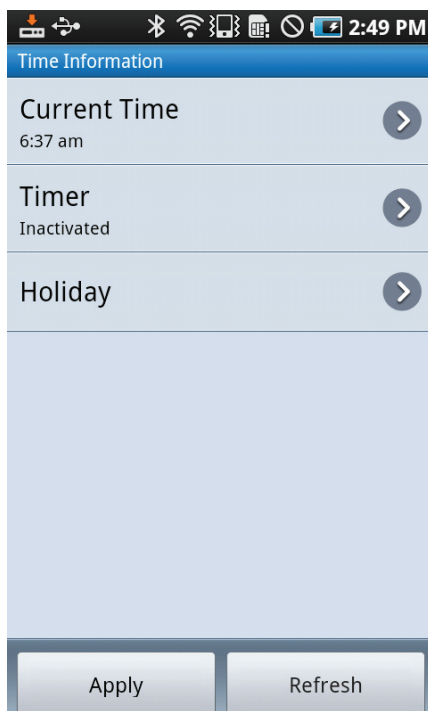 2:49 PM
Time Information
Current Time
6:37 am
Timer
Inactivated
Holiday
Apply
Refresh